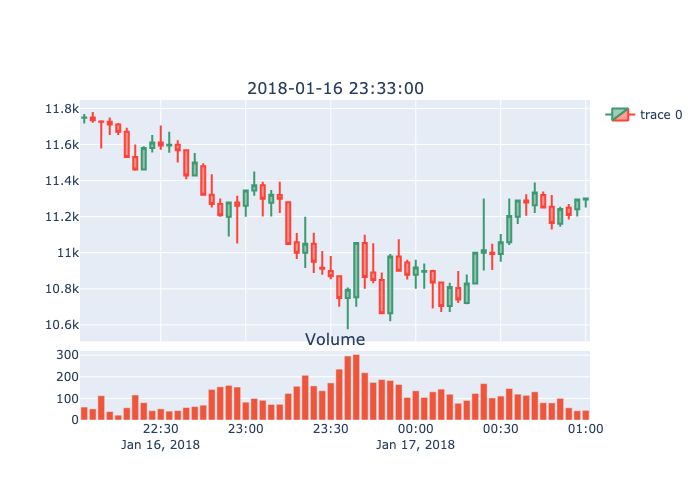 2018-01-16 23:33:00
trace 0
11.8k
11.6k
11.4k
11.2k
11k
10.8k
10.6k
Volume
300
200
100
0
22:30 23:00 23:30 00:00 00:30 01:00
Jan 16, 2018 Jan 17, 2018